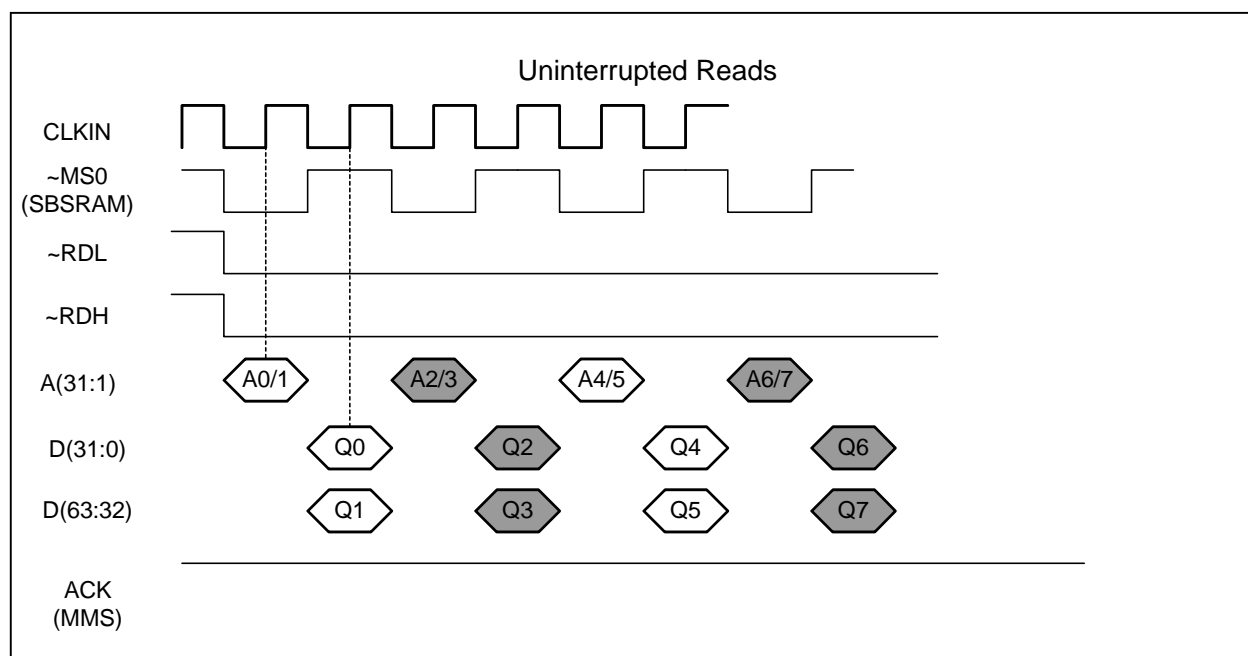 Uninterrupted Reads
CLKIN
~MS0
(SBSRAM)
~RDL
~RDH
A(31:1)
A0/1 A2/3 A4/5 A6/7
D(31:0)
Q0 Q2 Q4 Q6
D(63:32)
Q1 Q3 Q5 Q7
ACK
(MMS)